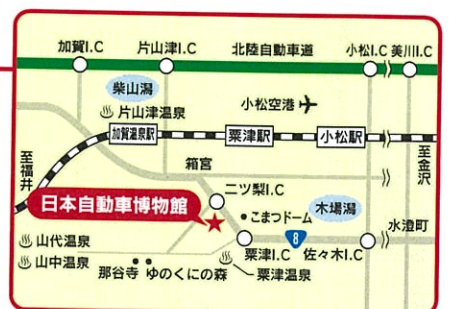 加賀I.C 片山津I.C 北陸自動車道 小松I.C 美川I.C
柴山潟
片山津温泉 小松空港
加賀温泉駅 粟津駅 小松駅
至福井 箱宮 至金沢
二ツ梨I.C 木場潟
日本自動車博物館 こまつドーム 水澄町
8
山代温泉 粟津I.C 佐々木I.C
山中温泉 那谷寺 ゆのくにの森 粟津温泉